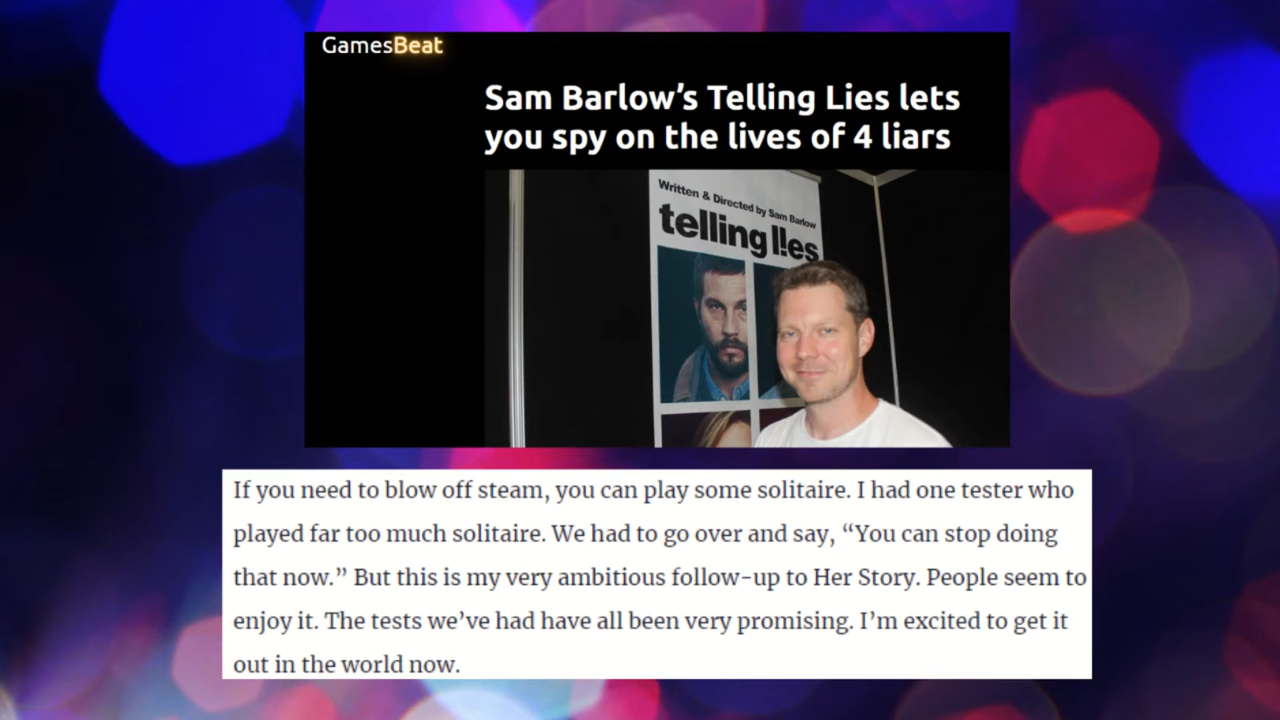 GamesBeat
Sam Barlow’s Telling Lies lets
you spy on the lives of 4 liars
Written & Directed by Sam Barlow
telling l!es
If you need to blow off steam, you can play some solitaire. I had one tester who
played far too much solitaire. We had to go over and say, “You can stop doing
that now.” But this is my very ambitious follow-up to Her Story. People seem to
enjoy it. The tests we’ve had have all been very promising. I’m excited to get it
out in the world now.